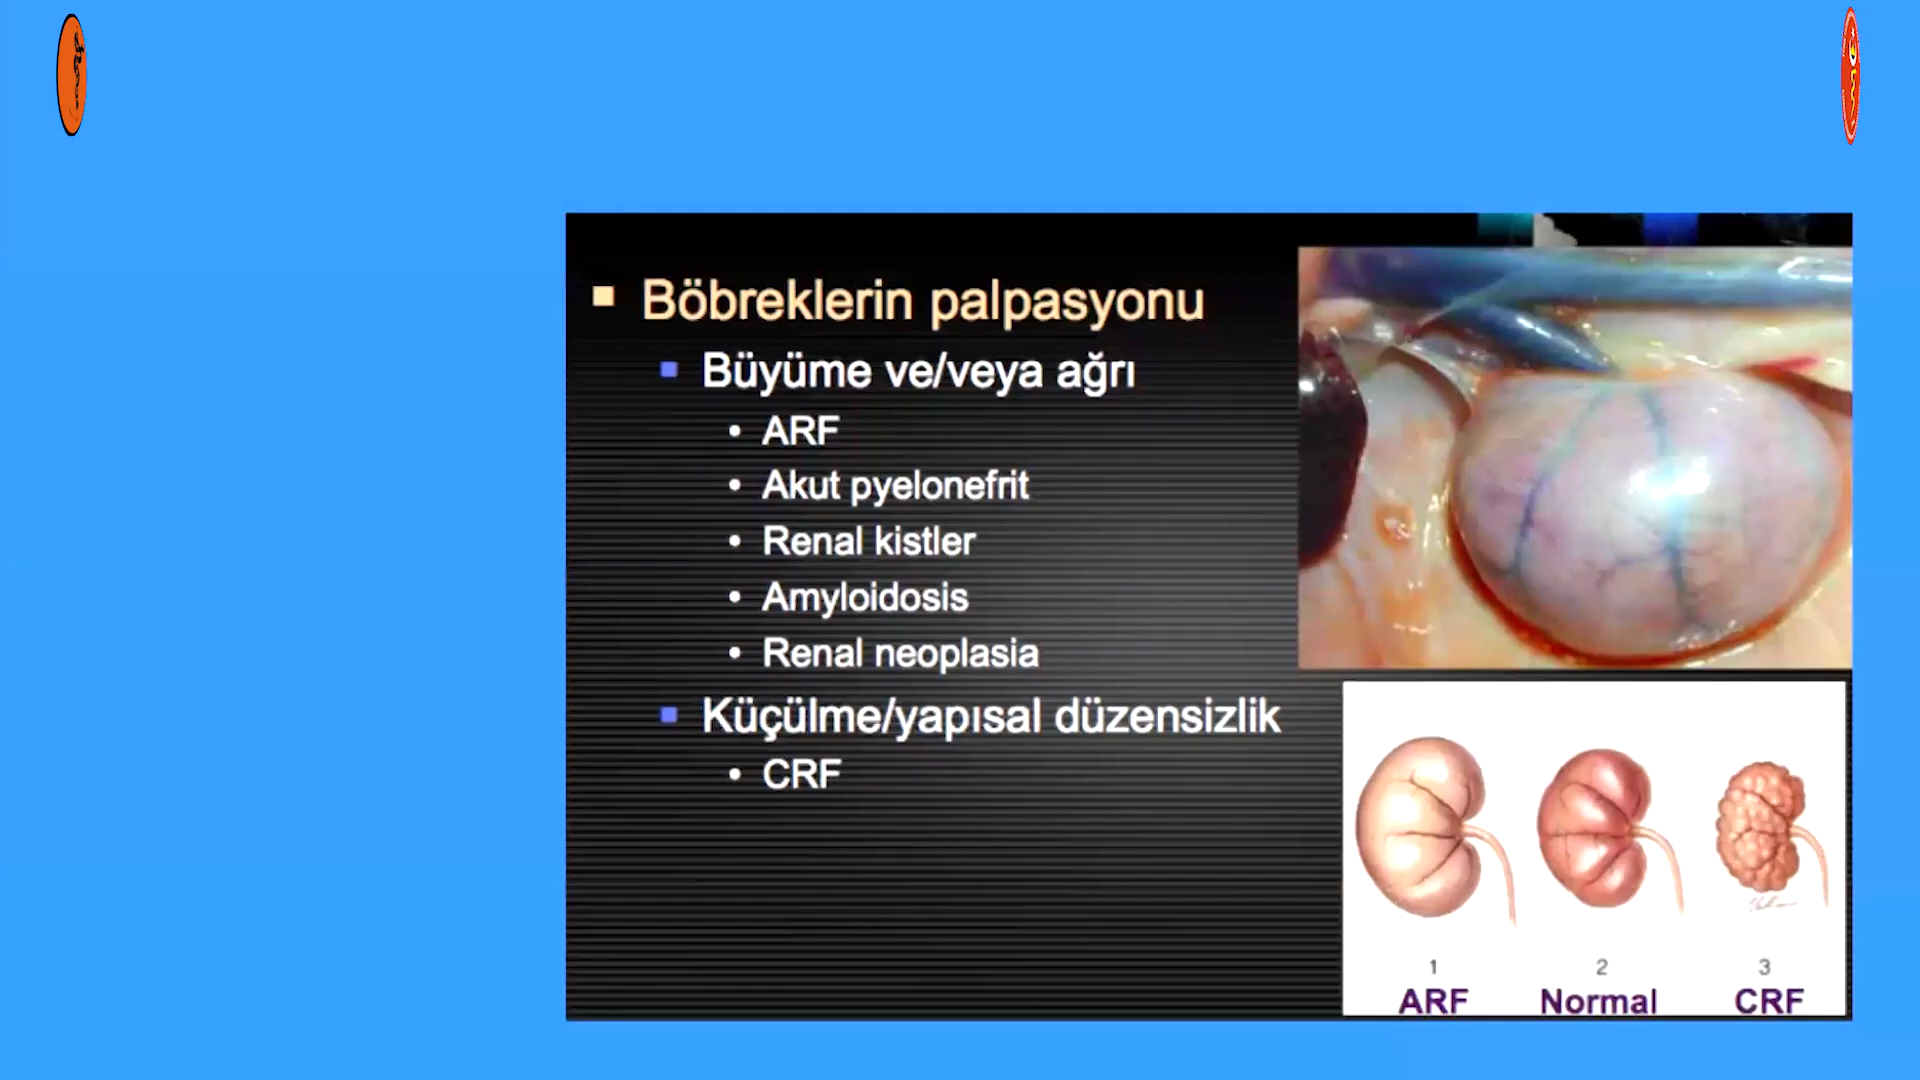 Böbreklerin palpasyonu
Büyüme ve/veya ağrı
ARF
Akut pyelonefrit
Renal kistler
Amyloidosis
Renal neoplasia
Küçülme/yapısal düzensizlik
CRF
1 2 3
ARF Normal CRF